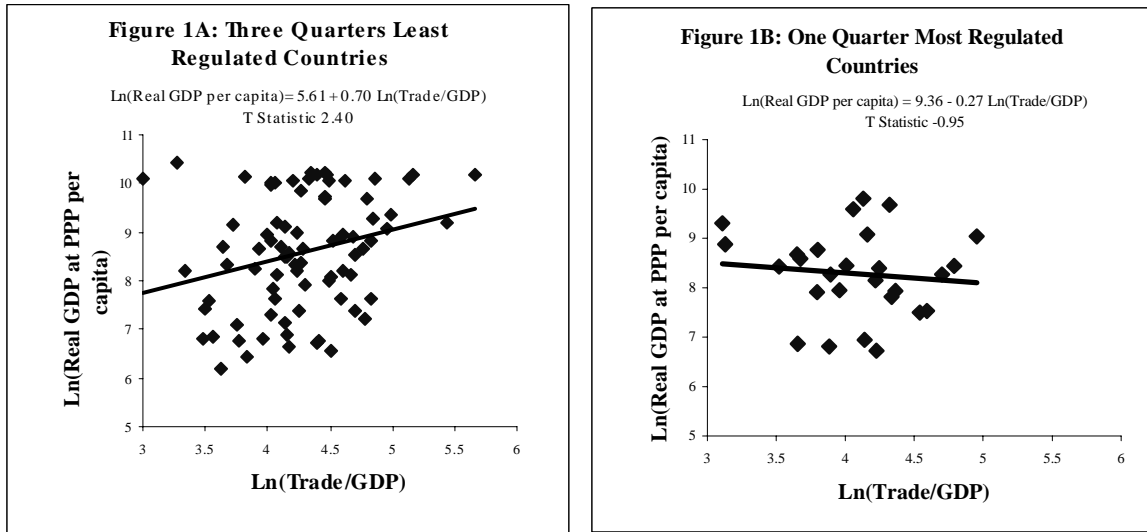 Figure 1A: Three Quarters Least
Regulated Countries
Ln(Real GDP per capita)= 5.61 + 0.70 Ln(Trade/GDP)
T Statistic 2.40
Ln(Real GDP at PPP per
capita)
11
10
9
8
7
6
5
3
3.5
4
4.5
5
5.5
6
Ln(Trade/GDP)
Figure 1B: One Quarter Most Regulated
Countries
Ln(Real GDP per capita) = 9.36 - 0.27 Ln(Trade/GDP)
T Statistic -0.95
Ln(Real GDP at PPP per capita)
11
10
9
8
7
6
5
3
3.5
4
4.5
5
5.5
6
Ln(Trade/GDP)